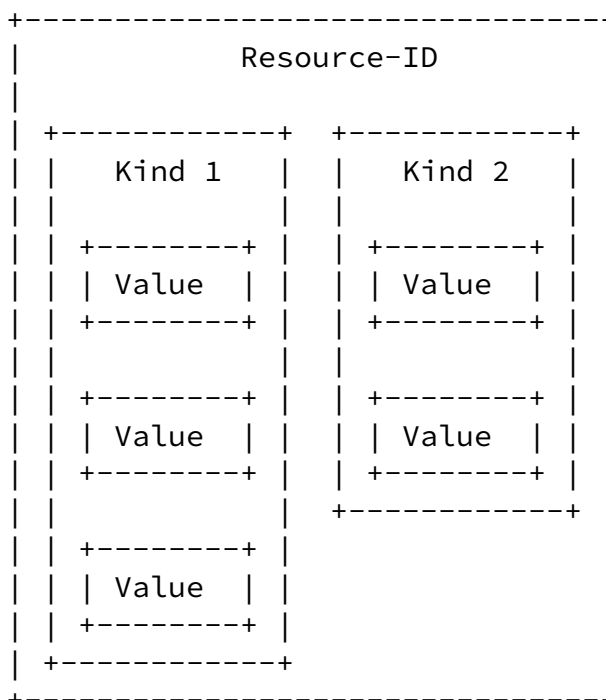 Resource-ID
Kind 1 Kind 2
Value Value
Value Value
Value